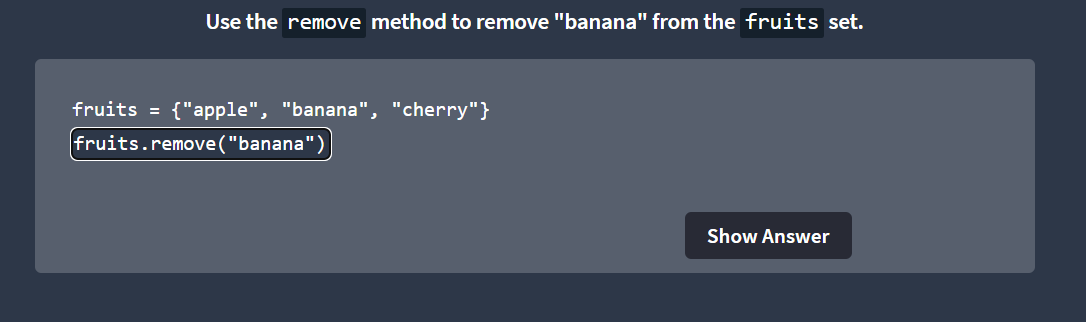 Use the remove method to remove "banana" from the fruits set.
fruits = {"apple", "banana", "cherry"}
fruits.remove("banana")
Show Answer